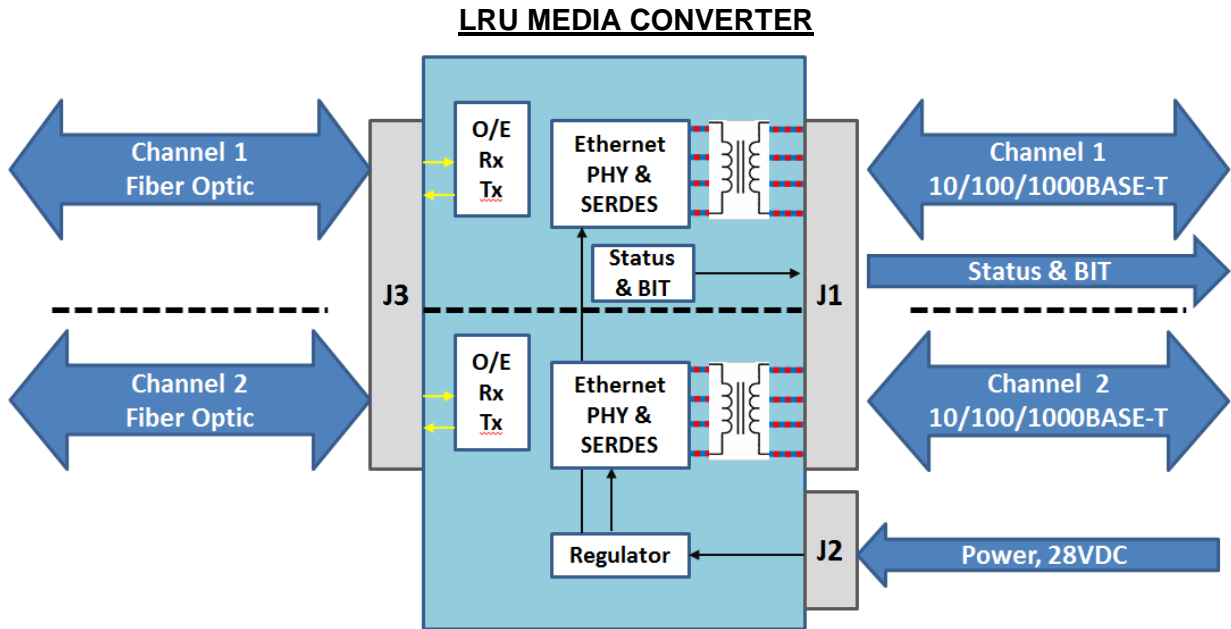 LRU MEDIA CONVERTER
Channel 1
Fiber Optic
O/E
Rx
Tx
Ethernet
PHY &
SERDES
Channel 1
10/100/1000BASE-T
Status
& BIT
Status & BIT
J3
J1
Channel 2
Fiber Optic
O/E
Rx
Tx
Ethernet
PHY &
SERDES
Channel 2
10/100/1000BASE-T
Regulator
J2
Power, 28VDC